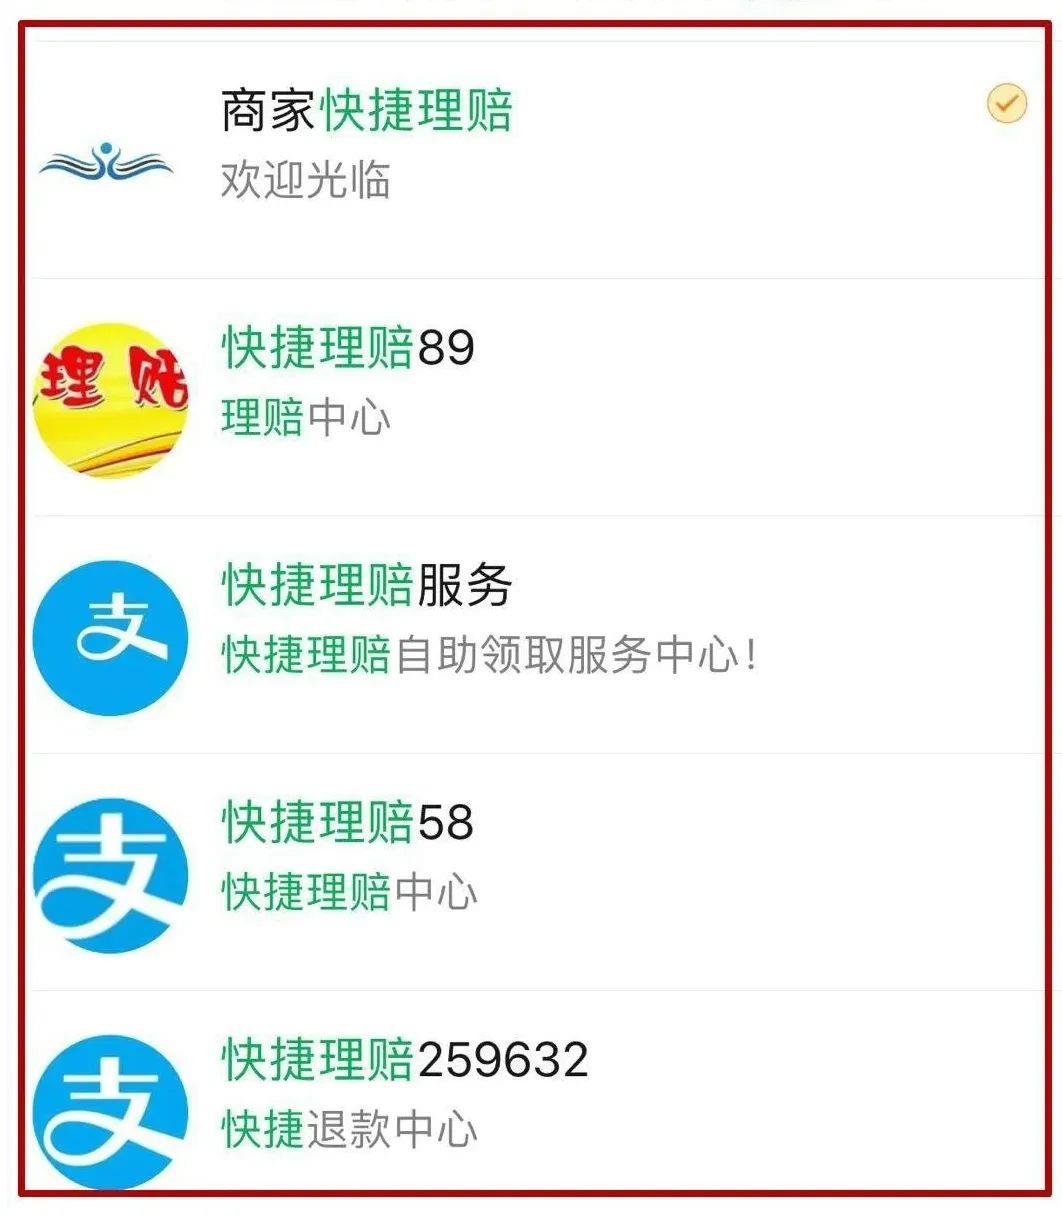 商家快捷理赔
欢迎光临
理 赔
快捷理赔89
理赔中心
支
快捷理赔服务
快捷理赔自助领取服务中心！
支
快捷理赔58
快捷理赔中心
支
快捷理赔259632
快捷退款中心